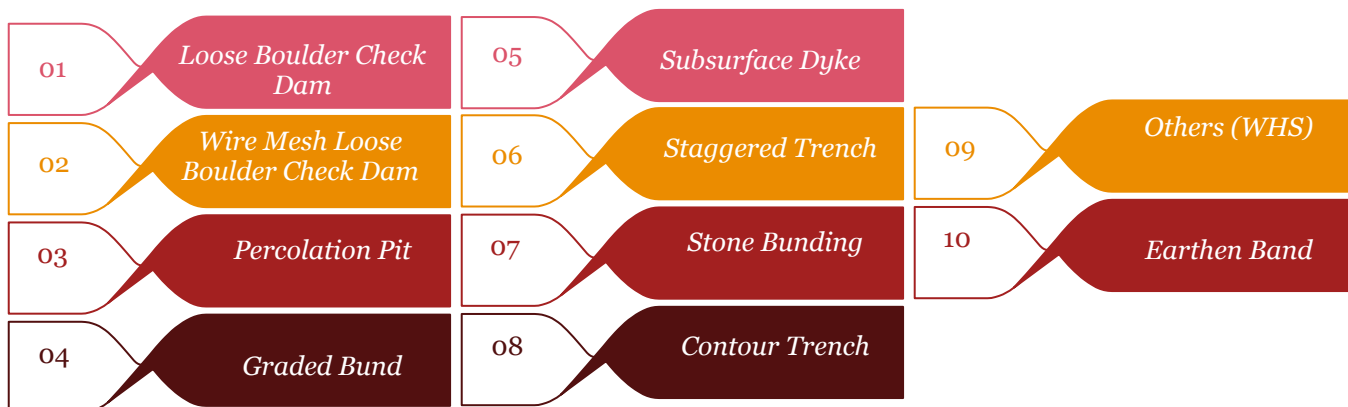 01
Loose Boulder Check
Dam
02
Wire Mesh Loose
Boulder Check Dam
03
Percolation Pit
04
Graded Bund
05
Subsurface Dyke
06
Staggered Trench
07
Stone Bunding
08
Contour Trench
09
Others (WHS)
10
Earthen Band